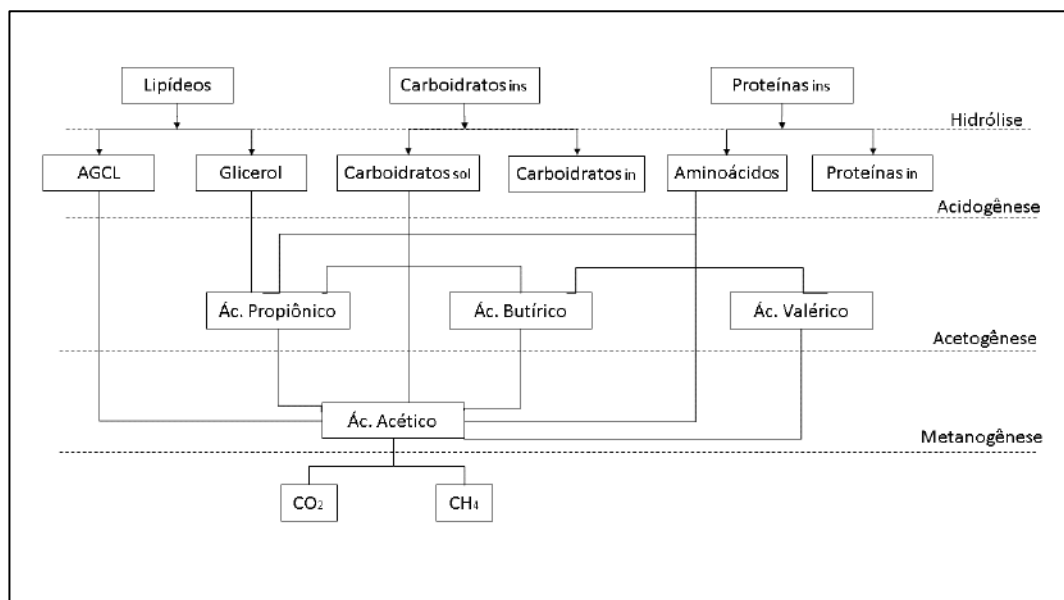 Lipídeos
Carboidratos ins
Proteínas ins
Hidrólise
AGCL
Glicerol
Carboidratos sol
Carboidratos in
Aminoácidos
Proteínas in
Acidogênese
Ác. Propiônico
Ác. Butírico
Ác. Valérico
Acetogênese
Ác. Acético
Metanogênese
CO₂
CH₄